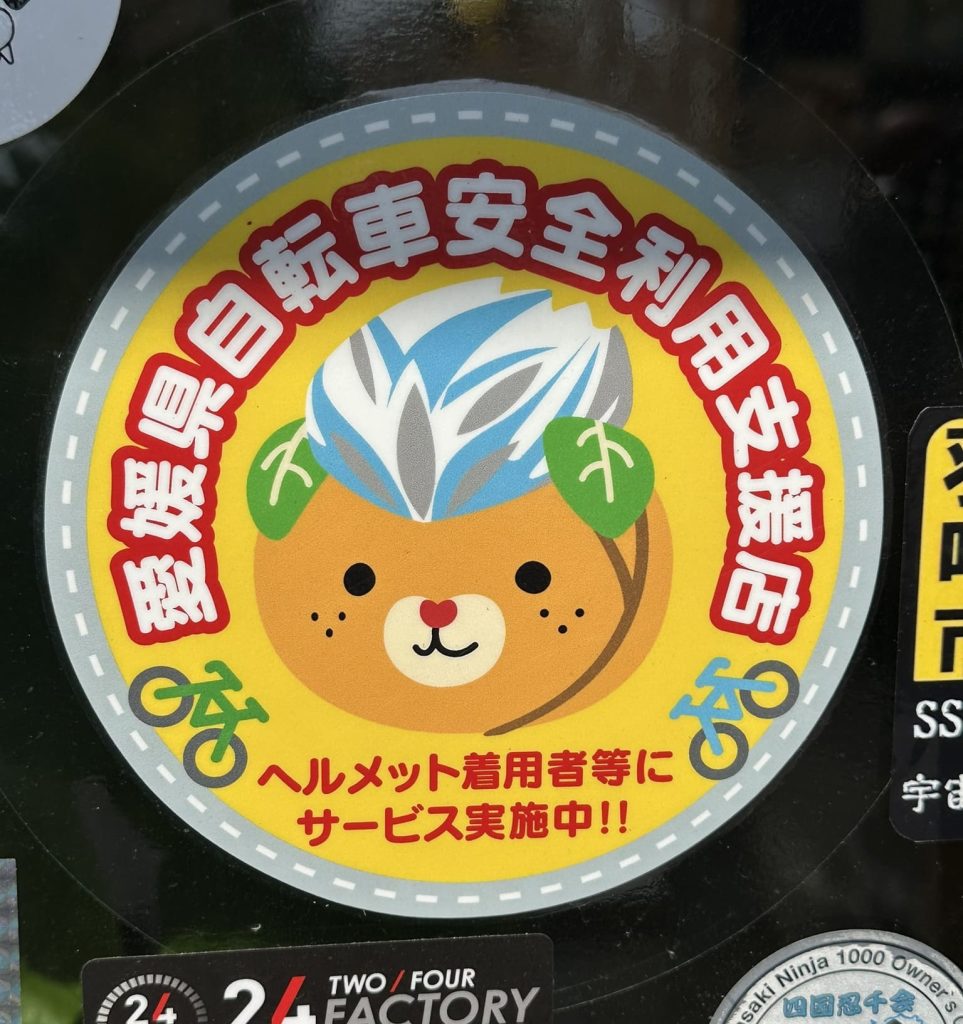 愛媛県自転車安全利用支援店
ヘルメット着用者等に
サービス実施中!!
SS
宇宙
24
24
TWO/FOUR
FACTORY
saki Ninja 1000 Owner's
四国忍千会